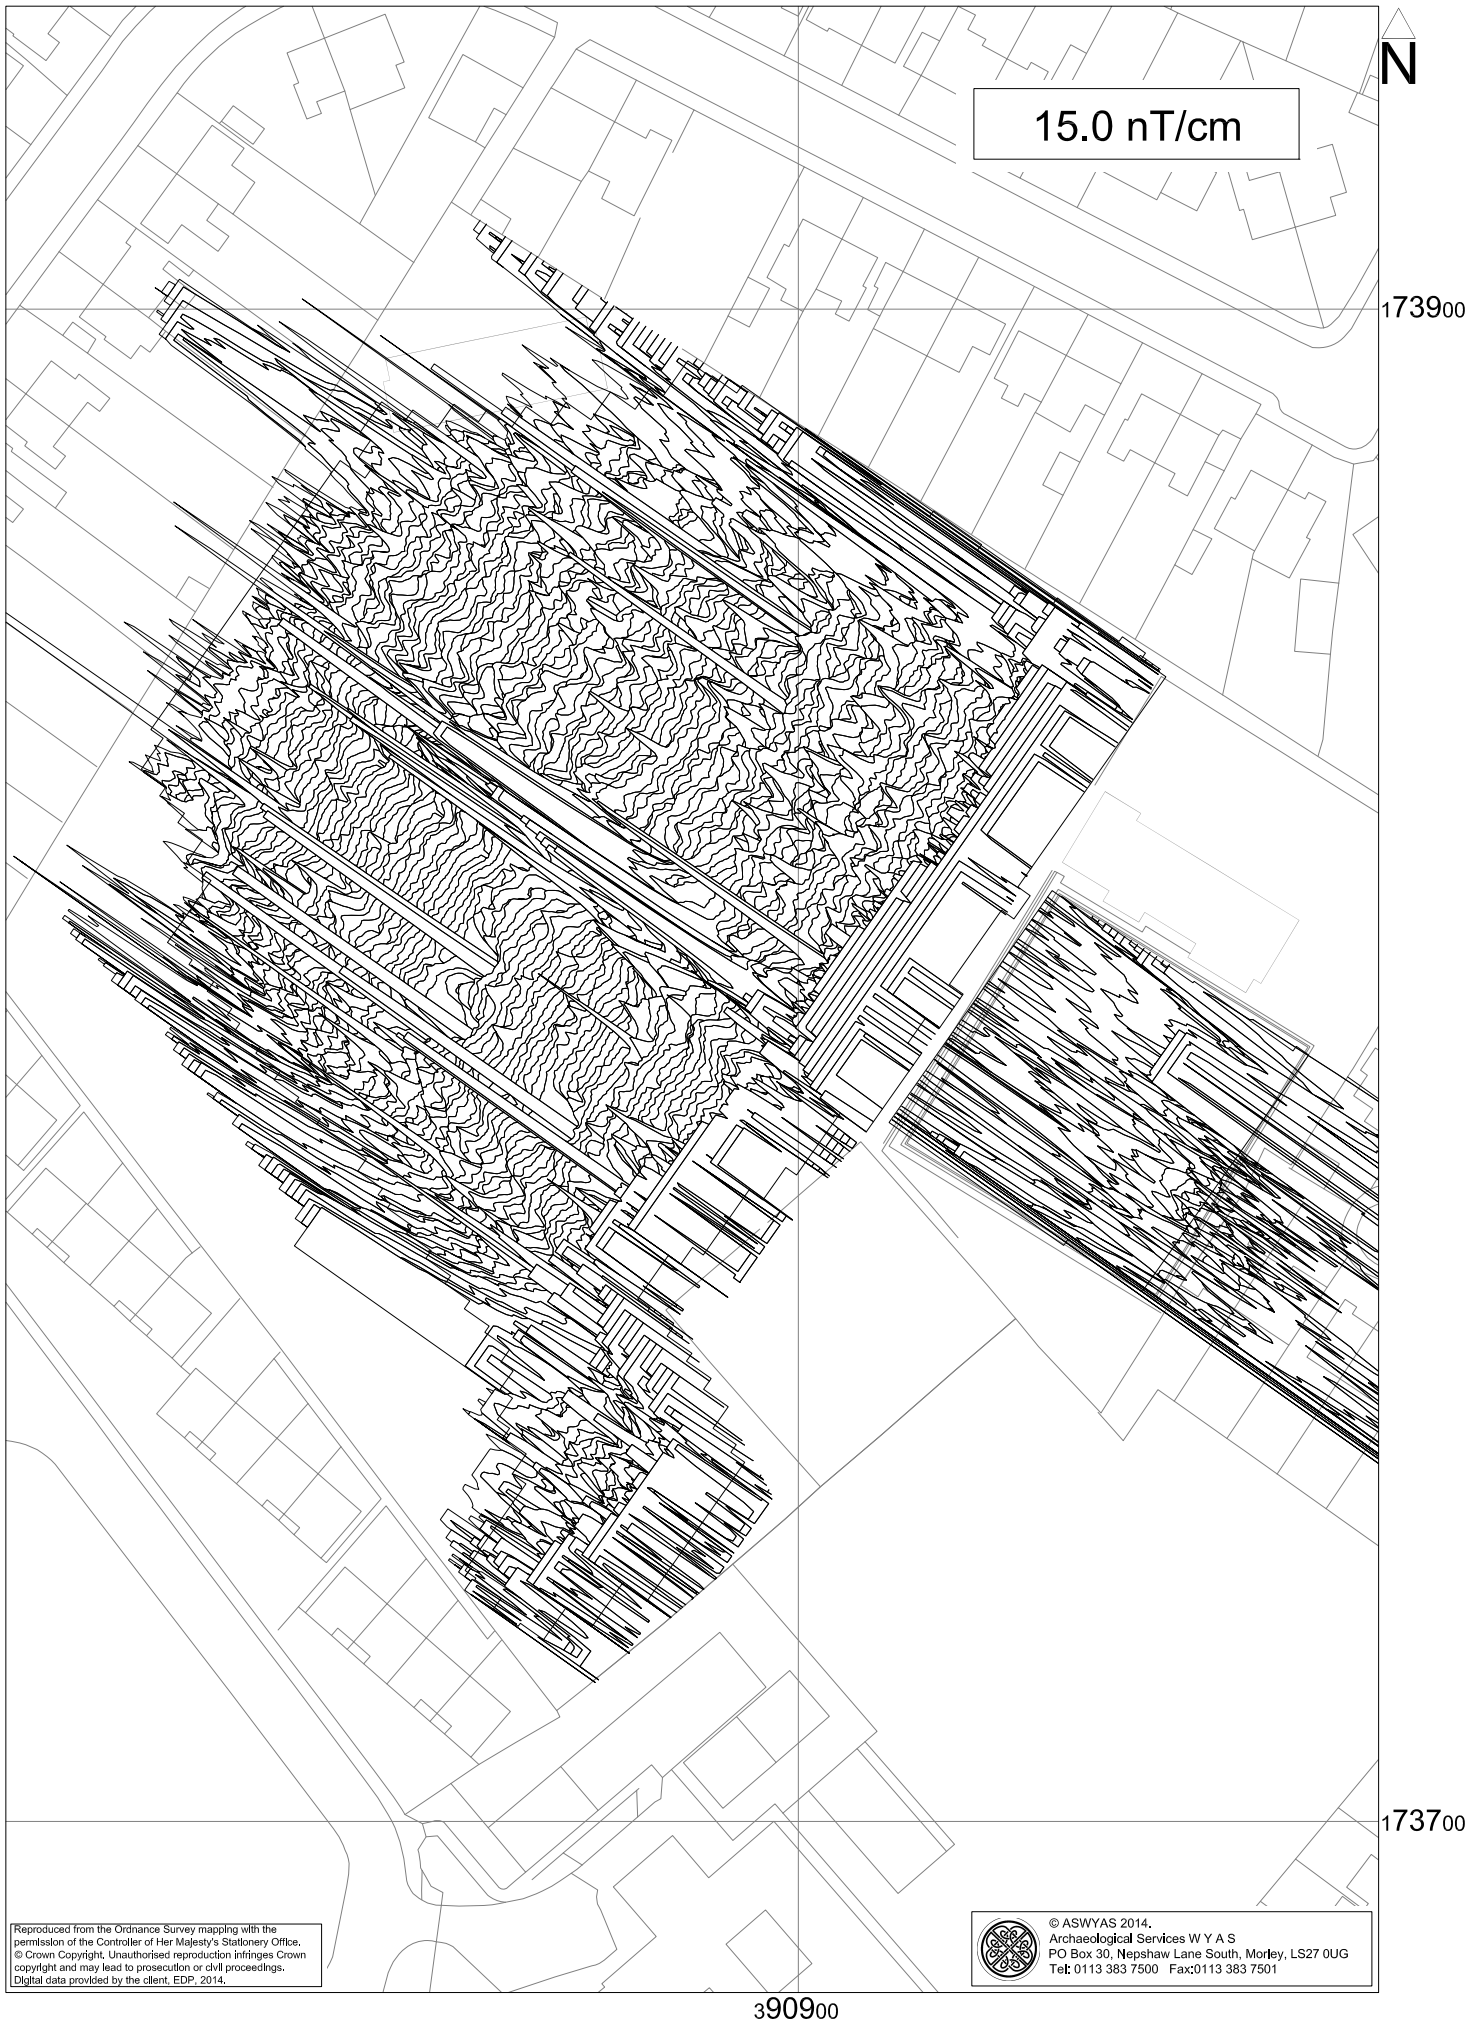 N
15.0 nT/cm
173900
173700
Reproduced from the Ordnance Survey mapping with the
permission of the Controller of Her Majesty's Stationery Office.
© Crown Copyright. Unauthorised reproduction infringes Crown
copyright and may lead to prosecution or civil proceedings.
Digital data provided by the client, EDP, 2014.
© ASWYAS 2014.
Archaeological Services W Y A S
PO Box 30, Nepshaw Lane South, Morley, LS27 0UG
Tel: 0113 383 7500 Fax:0113 383 7501
390900